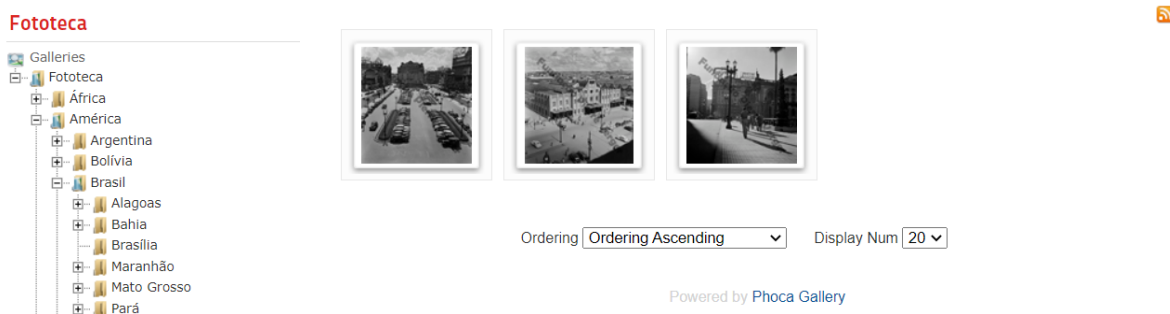 Fototeca
Galleries
Fototeca
África
América
Argentina
Bolívia
Brasil
Alagoas
Bahia
Brasília
Maranhão
Mato Grosso
Pará
Ordering Ordering Ascending Display Num 20
Powered by Phoca Gallery